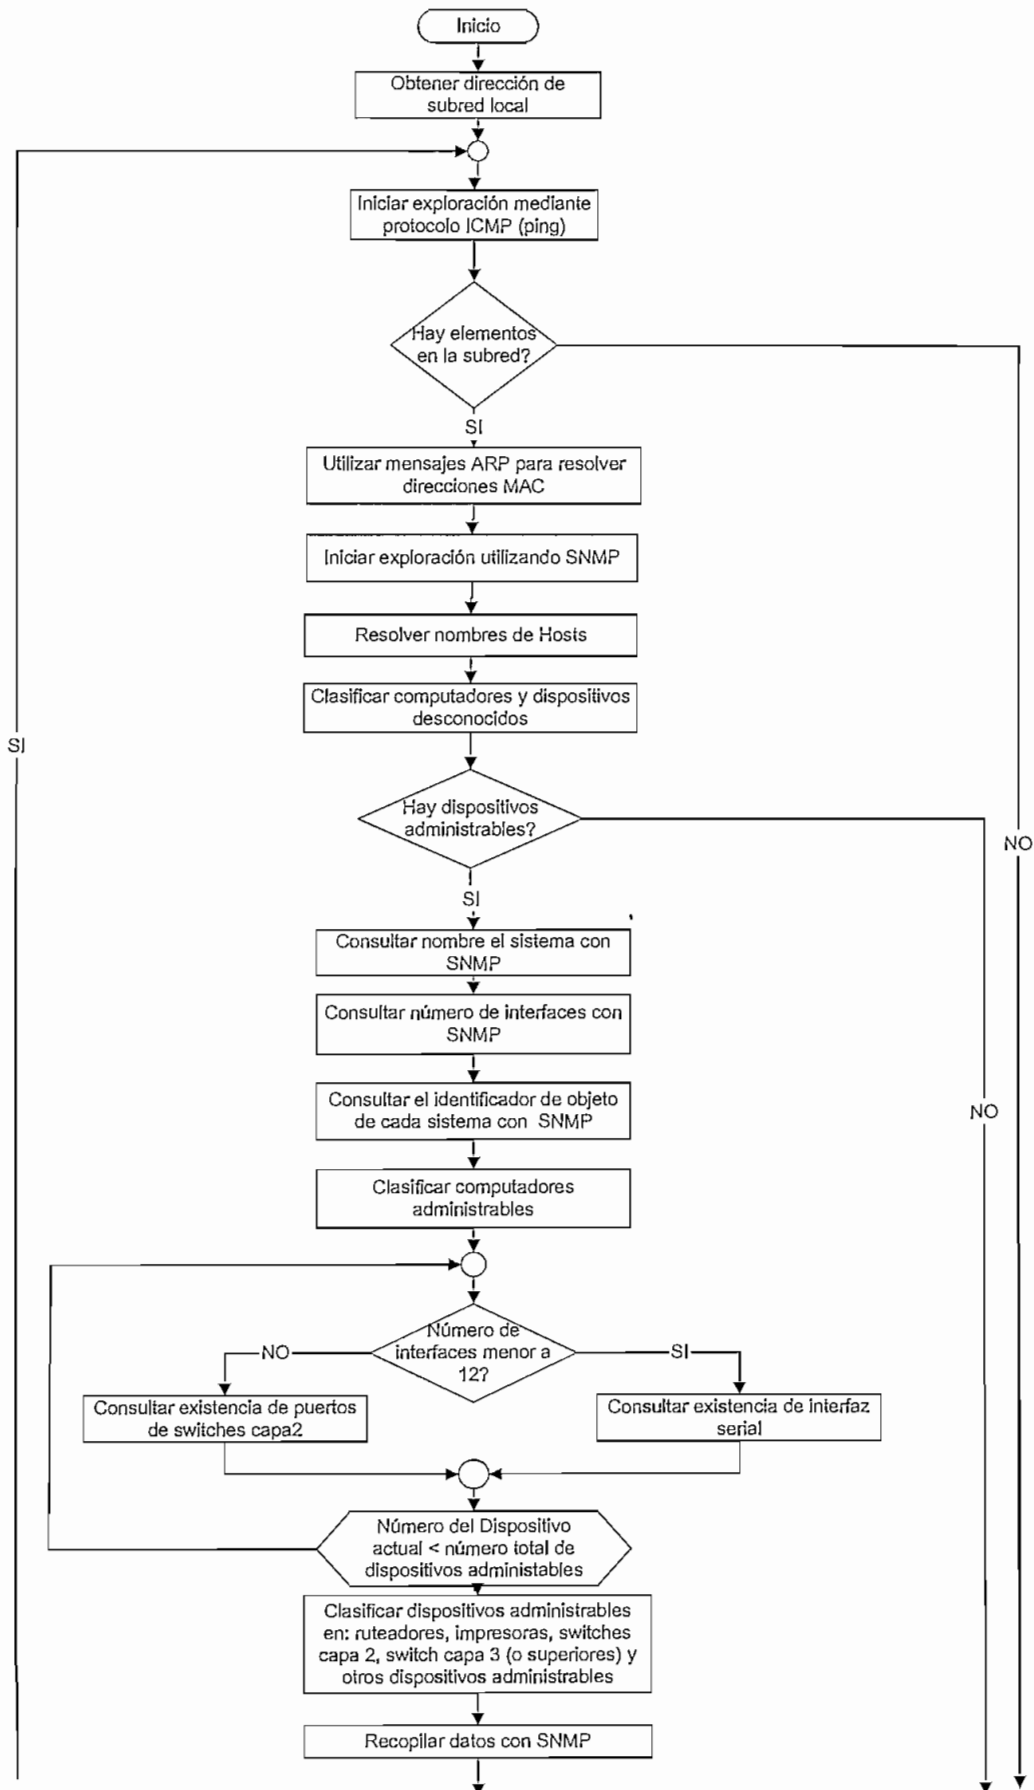 Inicio
Obtener dirección de
subred local
Iniciar exploración mediante
protocolo ICMP (ping)
Hay elementos
en la subred?
SI
Utilizar mensajes ARP para resolver
direcciones MAC
Iniciar exploración utilizando SNMP
Resolver nombres de Hosts
Clasificar computadores y dispositivos
desconocidos
SI
Hay dispositivos
administrables?
NO
SI
Consultar nombre el sistema con
SNMP
Consultar número de interfaces con
SNMP
Consultar el identificador de objeto
de cada sistema con SNMP
NO
Clasificar computadores
administrables
Número de
interfaces menor a
12?
NO
SI
Consultar existencia de puertos
de switches capa2
Consultar existencia de interfaz
serial
Número del Dispositivo
actual < número total de
dispositivos administables
Clasificar dispositivos administrables
en: ruteadores, impresoras, switches
capa 2, switch capa 3 (o superiores) y
otros dispositivos administrables
Recopilar datos con SNMP